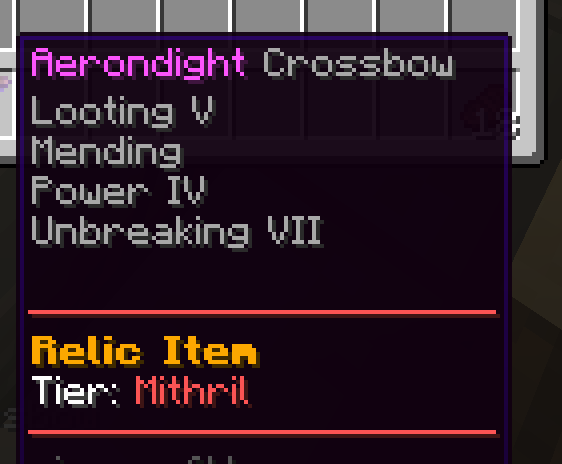 Aerondight Crossbow
Looting V
Mending
Power IV
Unbreaking VII
Relic Item
Tier: Mithril